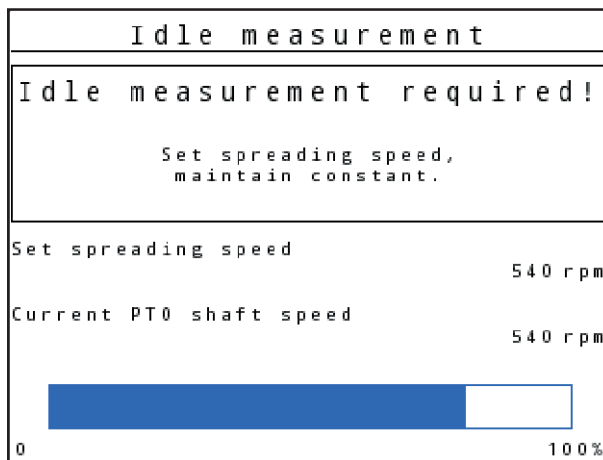 Idle measurement
Idle measurement required!
Set spreading speed,
maintain constant.
Set spreading speed
540 rpm
Current PTO shaft speed
540 rpm
0 100%